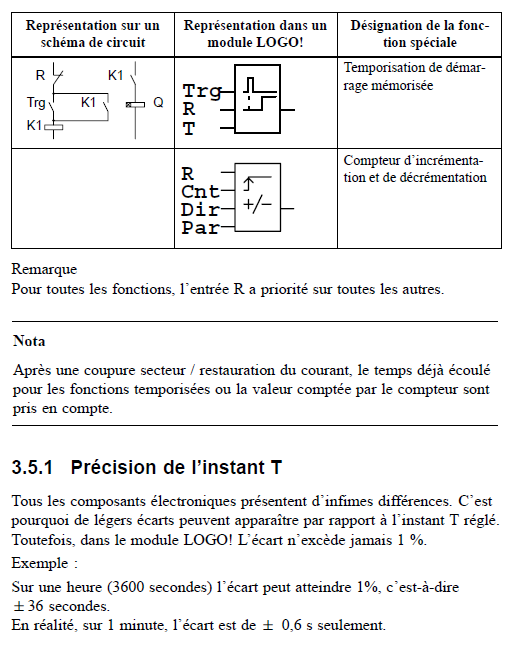 Représentation sur un
schéma de circuit
Représentation dans un
module LOGO!
Désignation de la fonc-
tion spéciale
R
K1
Trg
K1
Q
K1
Trg
R
T
Temporisation de démar-
rage mémorisée
R
Cnt
Dir
Par
+/−
Compteur d'incrémenta-
tion et de décrémentation
Remarque
Pour toutes les fonctions, l'entrée R a priorité sur toutes les autres.
Nota
Après une coupure secteur / restauration du courant, le temps déjà écoulé
pour les fonctions temporisées ou la valeur comptée par le compteur sont
pris en compte.
3.5.1 Précision de l'instant T
Tous les composants électroniques présentent d'infimes différences. C'est
pourquoi de légers écarts peuvent apparaître par rapport à l'instant T réglé.
Toutefois, dans le module LOGO! L'écart n'excède jamais 1 %.
Exemple :
Sur une heure (3600 secondes) l'écart peut atteindre 1%, c'est-à-dire
± 36 secondes.
En réalité, sur 1 minute, l'écart est de ± 0,6 s seulement.